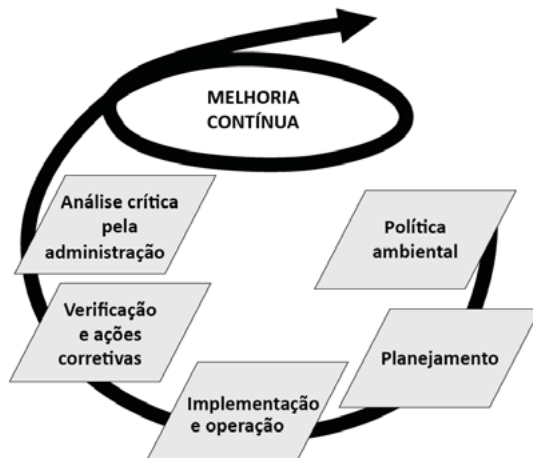 MELHORIA
CONTÍNUA
Análise crítica
pela
administração
Política
ambiental
Verificação
e ações
corretivas
Planejamento
Implementação
e operação